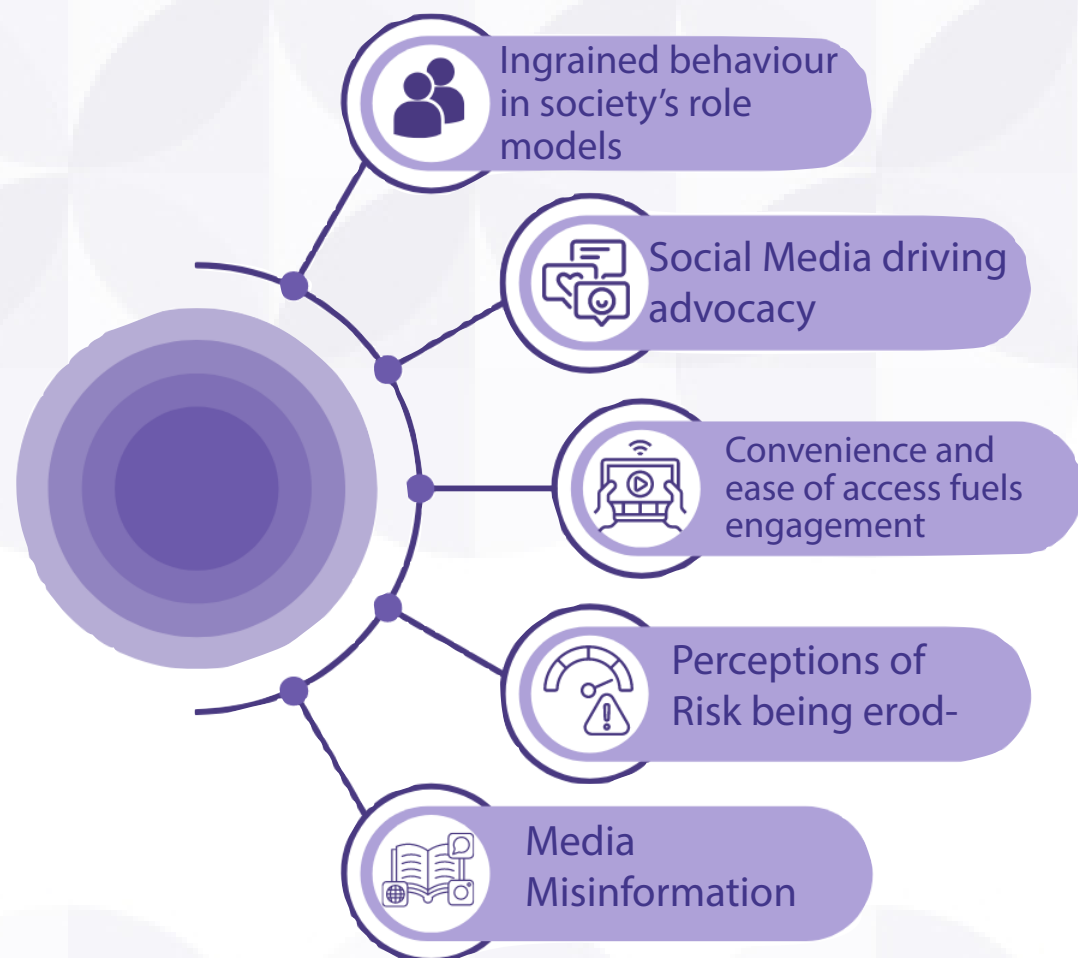 Ingrained behaviour
in society’s role
models
Social Media driving
advocacy
Convenience and
ease of access fuels
engagement
Perceptions of
Risk being erod-
Media
Misinformation